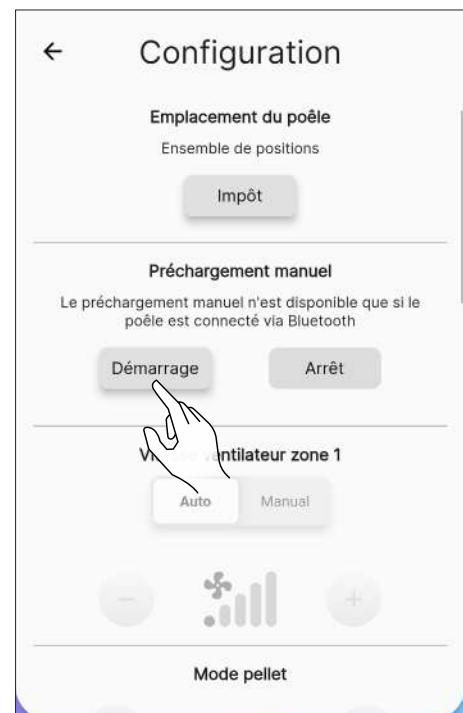 Configuration
Emplacement du poêle
Ensemble de positions
Impôt
Préchargement manuel
Le préchargement manuel n'est disponible que si le
poêle est connecté via Bluetooth
Démarrage
Arrêt
ventilateur zone 1
Auto
Manual
Mode pellet